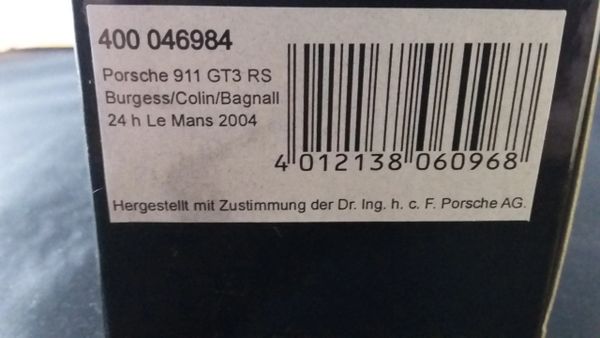 400 046984
Porsche 911 GT3 RS
Burgess/Colin/Bagnall
24 h Le Mans 2004
4 012138 060968
Hergestellt mit Zustimmung der Dr. Ing. h. c. F. Porsche AG.